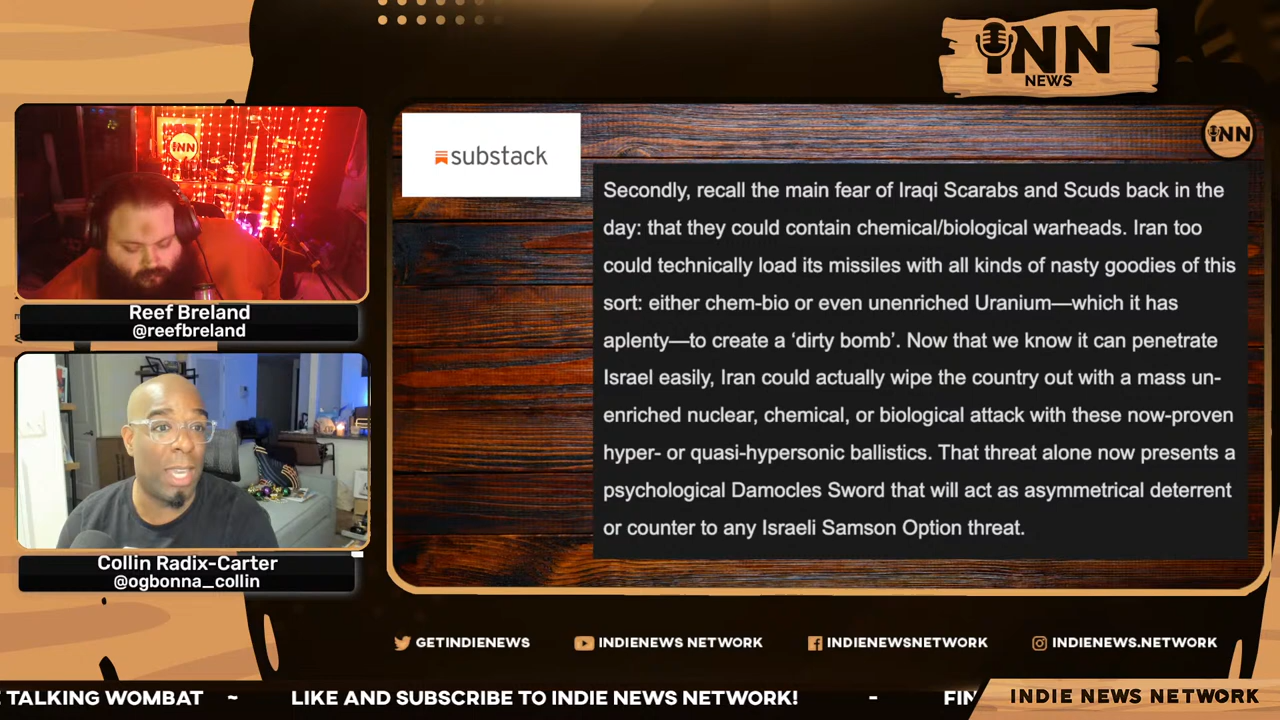 INN
NEWS
substack
INN
INN
Secondly, recall the main fear of Iraqi Scarabs and Scuds back in the
day: that they could contain chemical/biological warheads. Iran too
could technically load its missiles with all kinds of nasty goodies of this
sort: either chem-bio or even unenriched Uranium—which it has
aplenty—to create a ‘dirty bomb’. Now that we know it can penetrate
Israel easily, Iran could actually wipe the country out with a mass un-
enriched nuclear, chemical, or biological attack with these now-proven
hyper- or quasi-hypersonic ballistics. That threat alone now presents a
psychological Damocles Sword that will act as asymmetrical deterrent
or counter to any Israeli Samson Option threat.
Reef Breland
@reefbreland
Collin Radix-Carter
@ogbonna_collin
GETINDIENEWS
INDIENEWS NETWORK
INDIENEWSNETWORK
INDIENEWS.NETWORK
TALKING WOMBAT ~ LIKE AND SUBSCRIBE TO INDIE NEWS NETWORK! - FIN
INDIE NEWS NETWORK